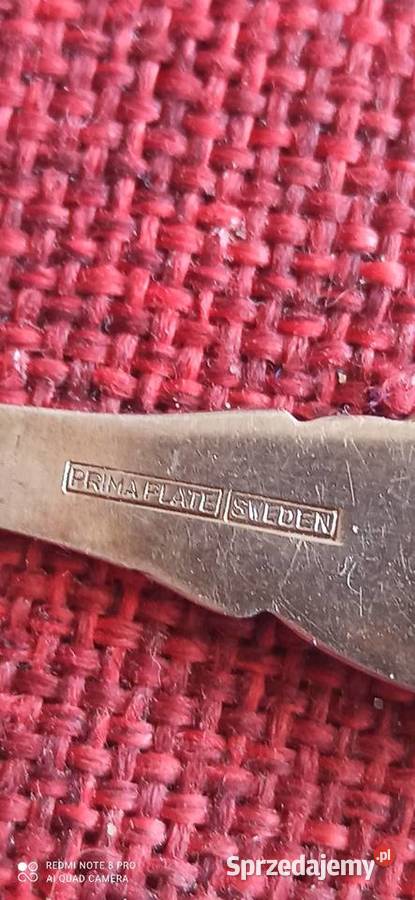 PRIMA PLATE SWEDEN
REDMI NOTE 8 PRO
AI QUAD CAMERA
Sprzedajemy.pl